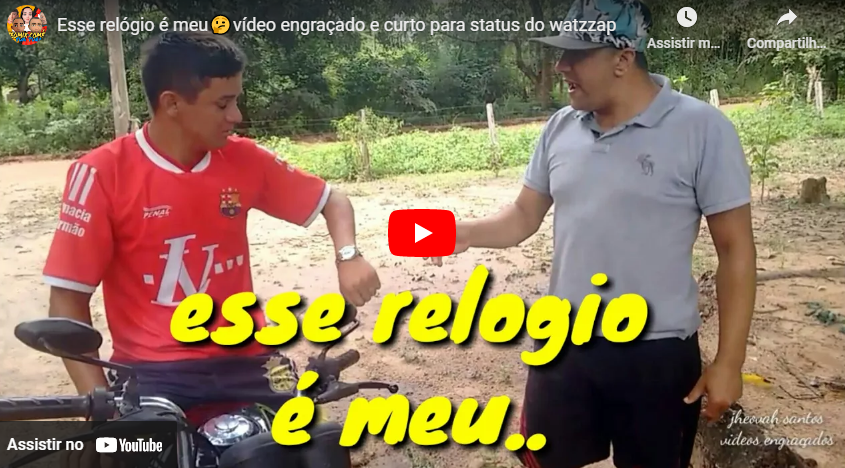 Esse relógio é meu🤔vídeo engraçado e curto para status do watzzap
Assistir m...
Compartilh...
PENAL
macia
rmão
esse relogio
é meu..
jheovah santos
videos engraçados
Assistir no YouTube